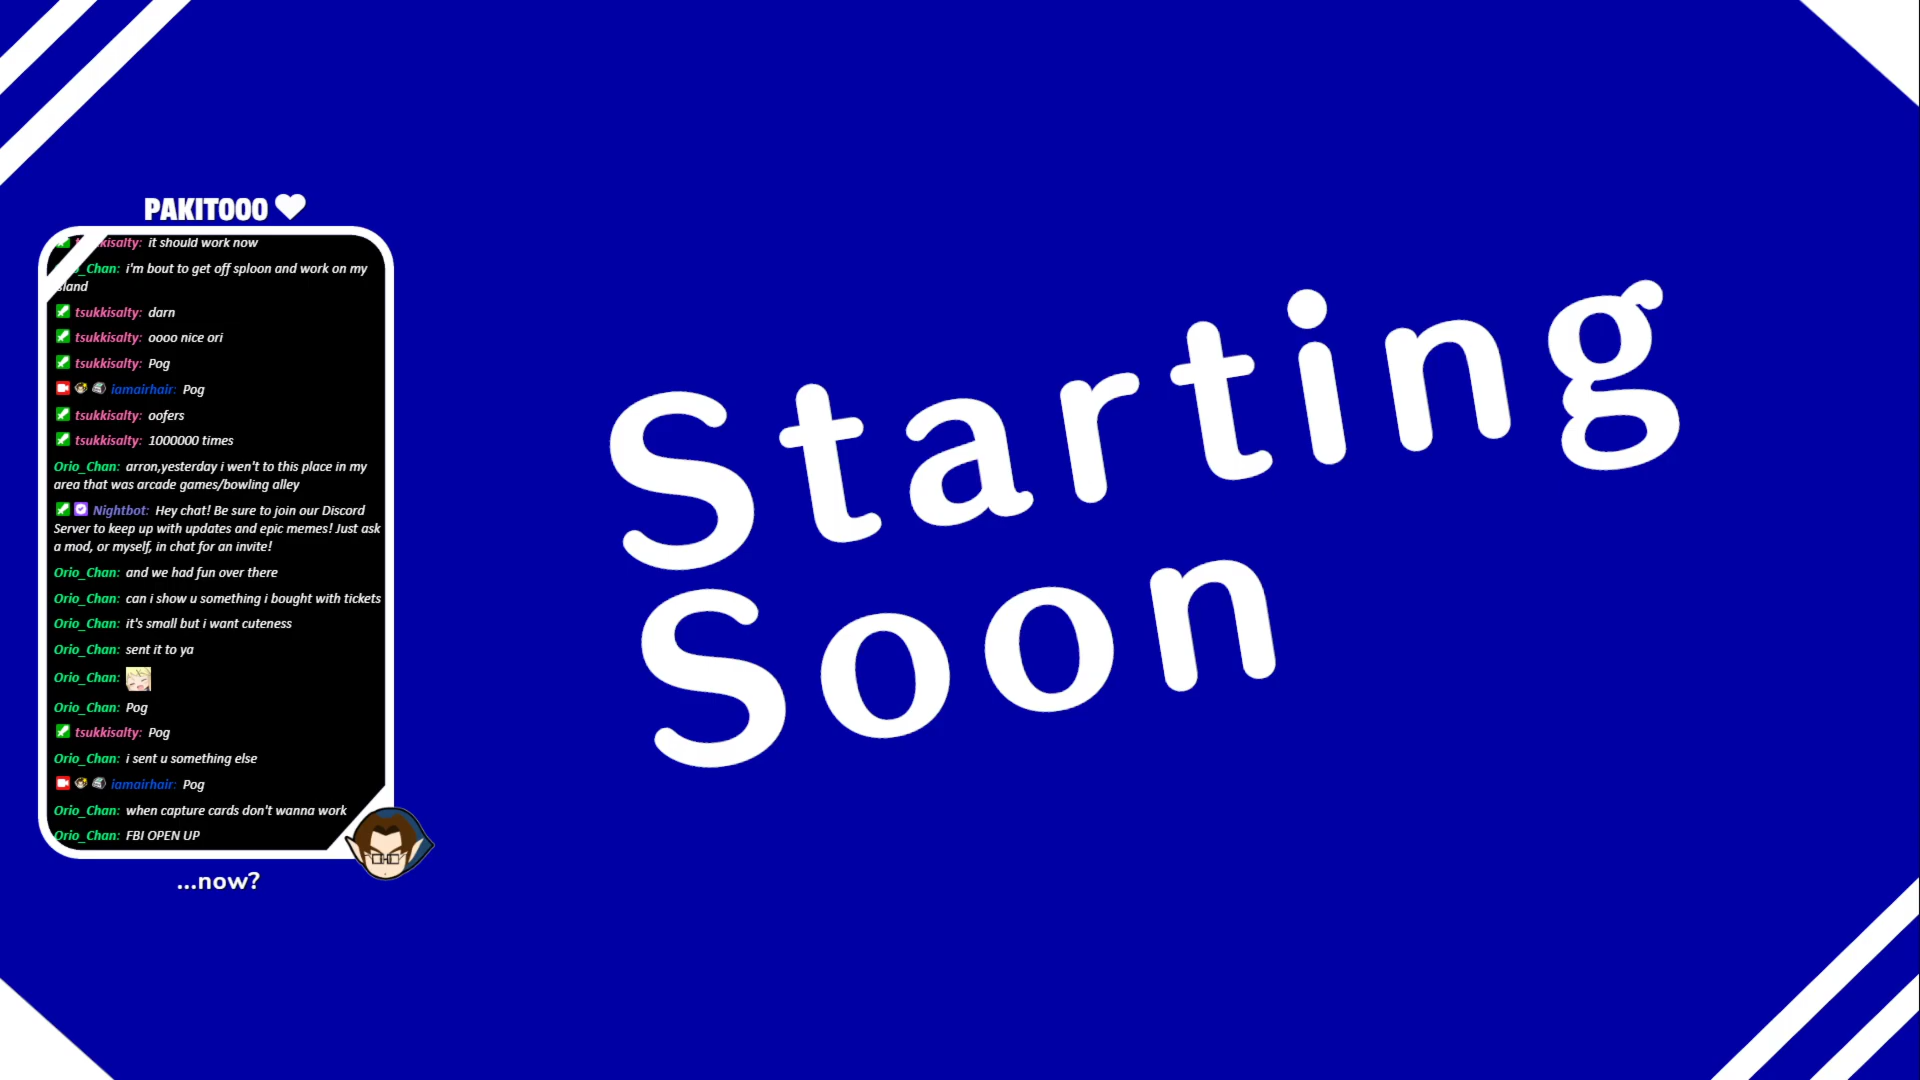 PAKITOOO
kisalty: it should work now
_Chan: i'm bout to get off sploon and work on my
island
tsukkisalty: darn
tsukkisalty: oooo nice ori
tsukkisalty: Pog
iamairhair: Pog
tsukkisalty: oofers
tsukkisalty: 1000000 times
Orio_Chan: arron,yesterday i wen't to this place in my
area that was arcade games/bowling alley
Nightbot: Hey chat! Be sure to join our Discord
Server to keep up with updates and epic memes! Just ask
a mod, or myself, in chat for an invite!
Orio_Chan: and we had fun over there
Orio_Chan: can i show u something i bought with tickets
Orio_Chan: it's small but i want cuteness
Orio_Chan: sent it to ya
Orio_Chan:
Orio_Chan: Pog
tsukkisalty: Pog
Orio_Chan: i sent u something else
iamairhair: Pog
Orio_Chan: when capture cards don't wanna work
Orio_Chan: FBI OPEN UP
...now?
Starting
Soon